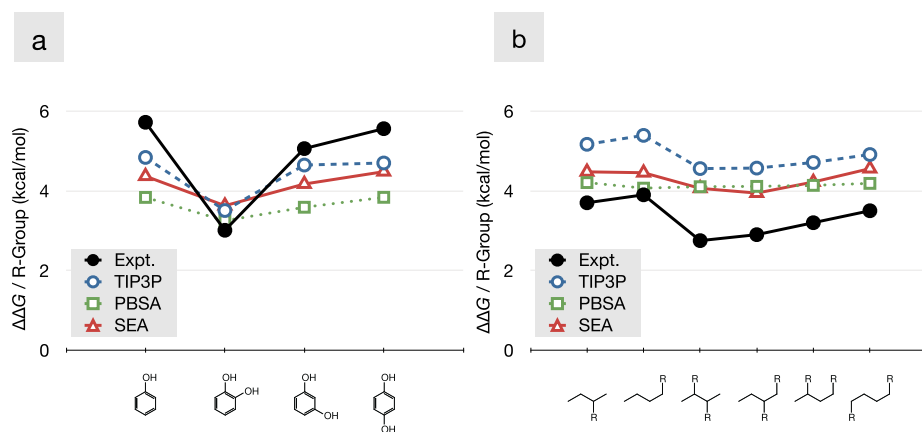 a
ΔΔG / R-Group (kcal/mol)
6
4
2
0
Expt.
TIP3P
PBSA
SEA
OH
OH
OH
OH
OH
OH
OH
b
ΔΔG / R-Group (kcal/mol)
6
4
2
0
Expt.
TIP3P
PBSA
SEA
R
R
R
R
R
R
R
R
R
R